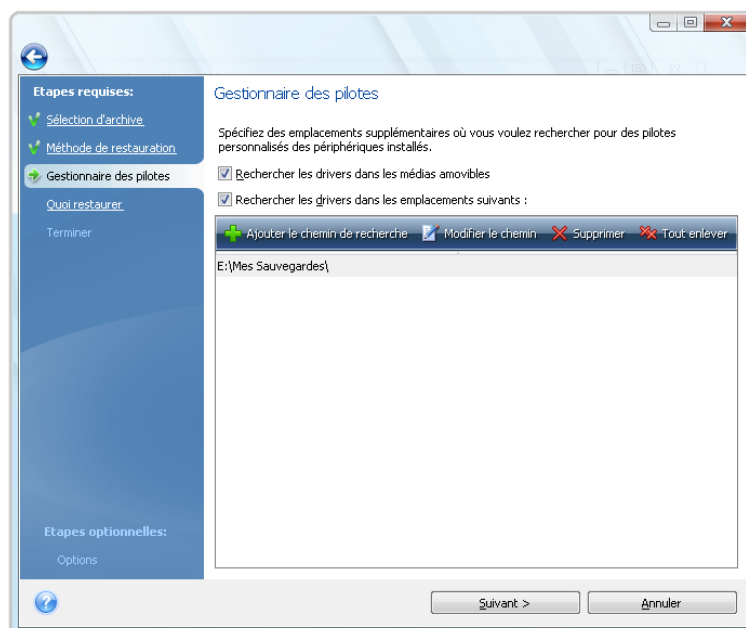 Etapes requises:
Sélection d'archive
Méthode de restauration
Gestionnaire des pilotes
Quoi restaurer
Terminer
Etapes optionnelles:
Options
Gestionnaire des pilotes
Spécifiez des emplacements supplémentaires où vous voulez rechercher pour des pilotes
personnalisés des périphériques installés.
Rechercher les drivers dans les médias amovibles
Rechercher les drivers dans les emplacements suivants :
Ajouter le chemin de recherche Modifier le chemin Supprimer Tout enlever
E:\Mes Sauvegardes\
Suivant > Annuler